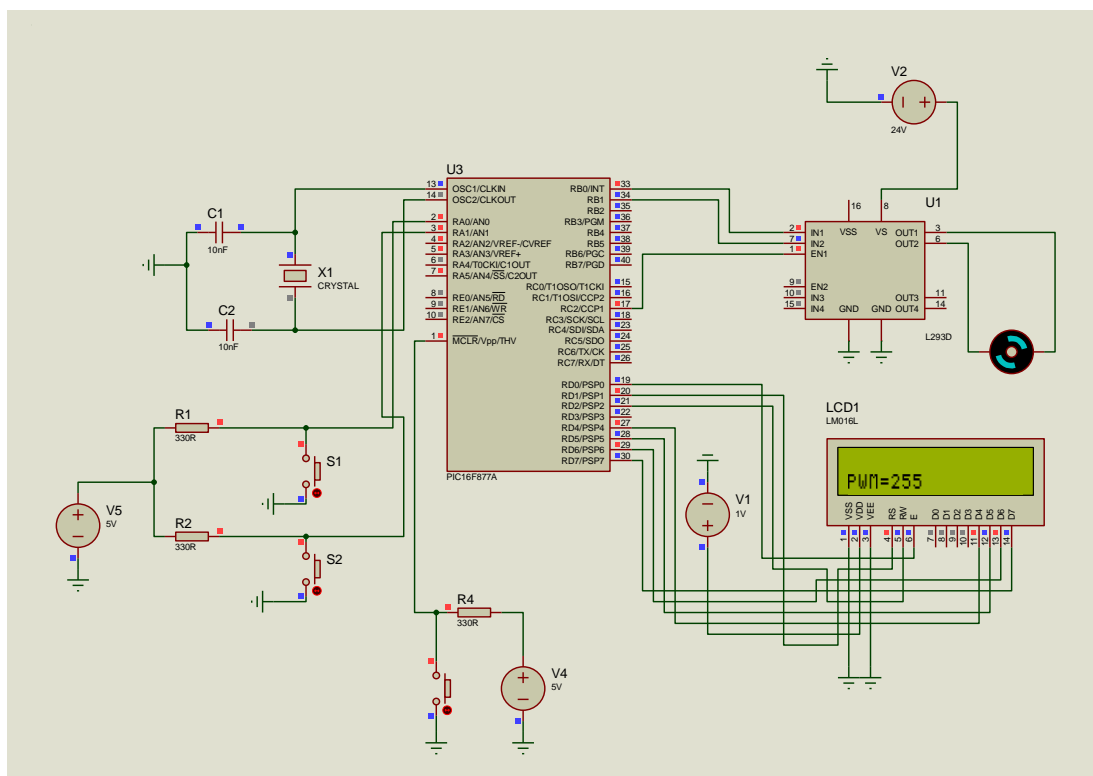 V2
24V
U3
13 OSC1/CLKIN RB0/INT 33
14 OSC2/CLKOUT RB1 34
RB2 35
2 RA0/AN0 RB3/PGM 36
3 RA1/AN1 RB4 37
4 RA2/AN2/VREF-/CVREF RB5 38
5 RA3/AN3/VREF+ RB6/PGC 39
6 RA4/T0CKI/C1OUT RB7/PGD 40
7 RA5/AN4/SS/C2OUT
RC0/T1OSO/T1CKI 15
8 RE0/AN5/RD RC1/T1OSI/CCP2 16
9 RE1/AN6/WR RC2/CCP1 17
10 RE2/AN7/CS RC3/SCK/SCL 18
RC4/SDI/SDA 23
1 MCLR/Vpp/THV RC5/SDO 24
RC6/TX/CK 25
RC7/RX/DT 26
RD0/PSP0 19
RD1/PSP1 20
RD2/PSP2 21
RD3/PSP3 22
RD4/PSP4 27
RD5/PSP5 28
RD6/PSP6 29
RD7/PSP7 30
PIC16F877A
C1
10nF
X1
CRYSTAL
C2
10nF
U1
16 8
2 IN1 VSS VS OUT1 3
7 IN2 OUT2 6
1 EN1
9 EN2
10 IN3 OUT3 11
15 IN4 GND GND OUT4 14
L293D
R1
330R
S1
V5
5V
R2
330R
S2
R4
330R
V4
5V
V1
1V
LCD1
LM016L
PWM=255
VSS VDD VEE RS RW E D0 D1 D2 D3 D4 D5 D6 D7
1 2 3 4 5 6 7 8 9 10 11 12 13 14